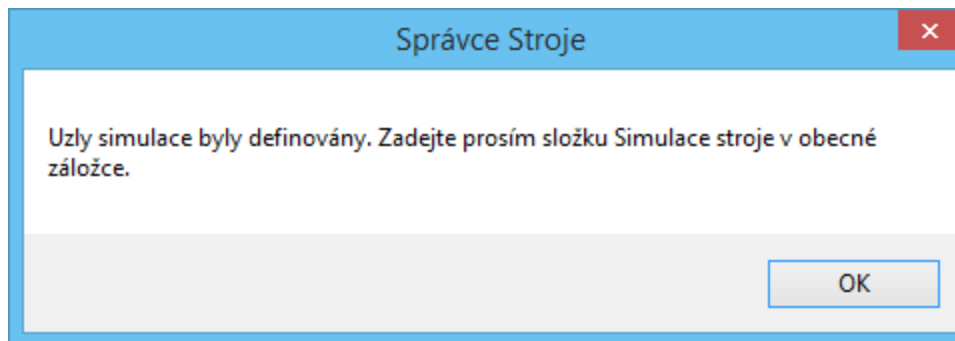 Správce Stroje
Uzly simulace byly definovány. Zadejte prosím složku Simulace stroje v obecné
záložce.
OK